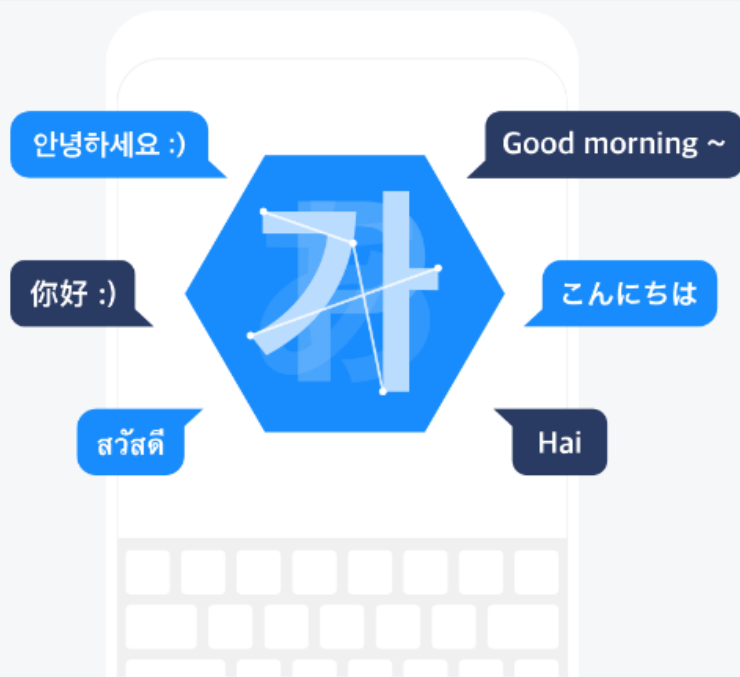 안녕하세요 :)
Good morning ~
你好 :)
こんにちは
สวัสดี
Hai
가